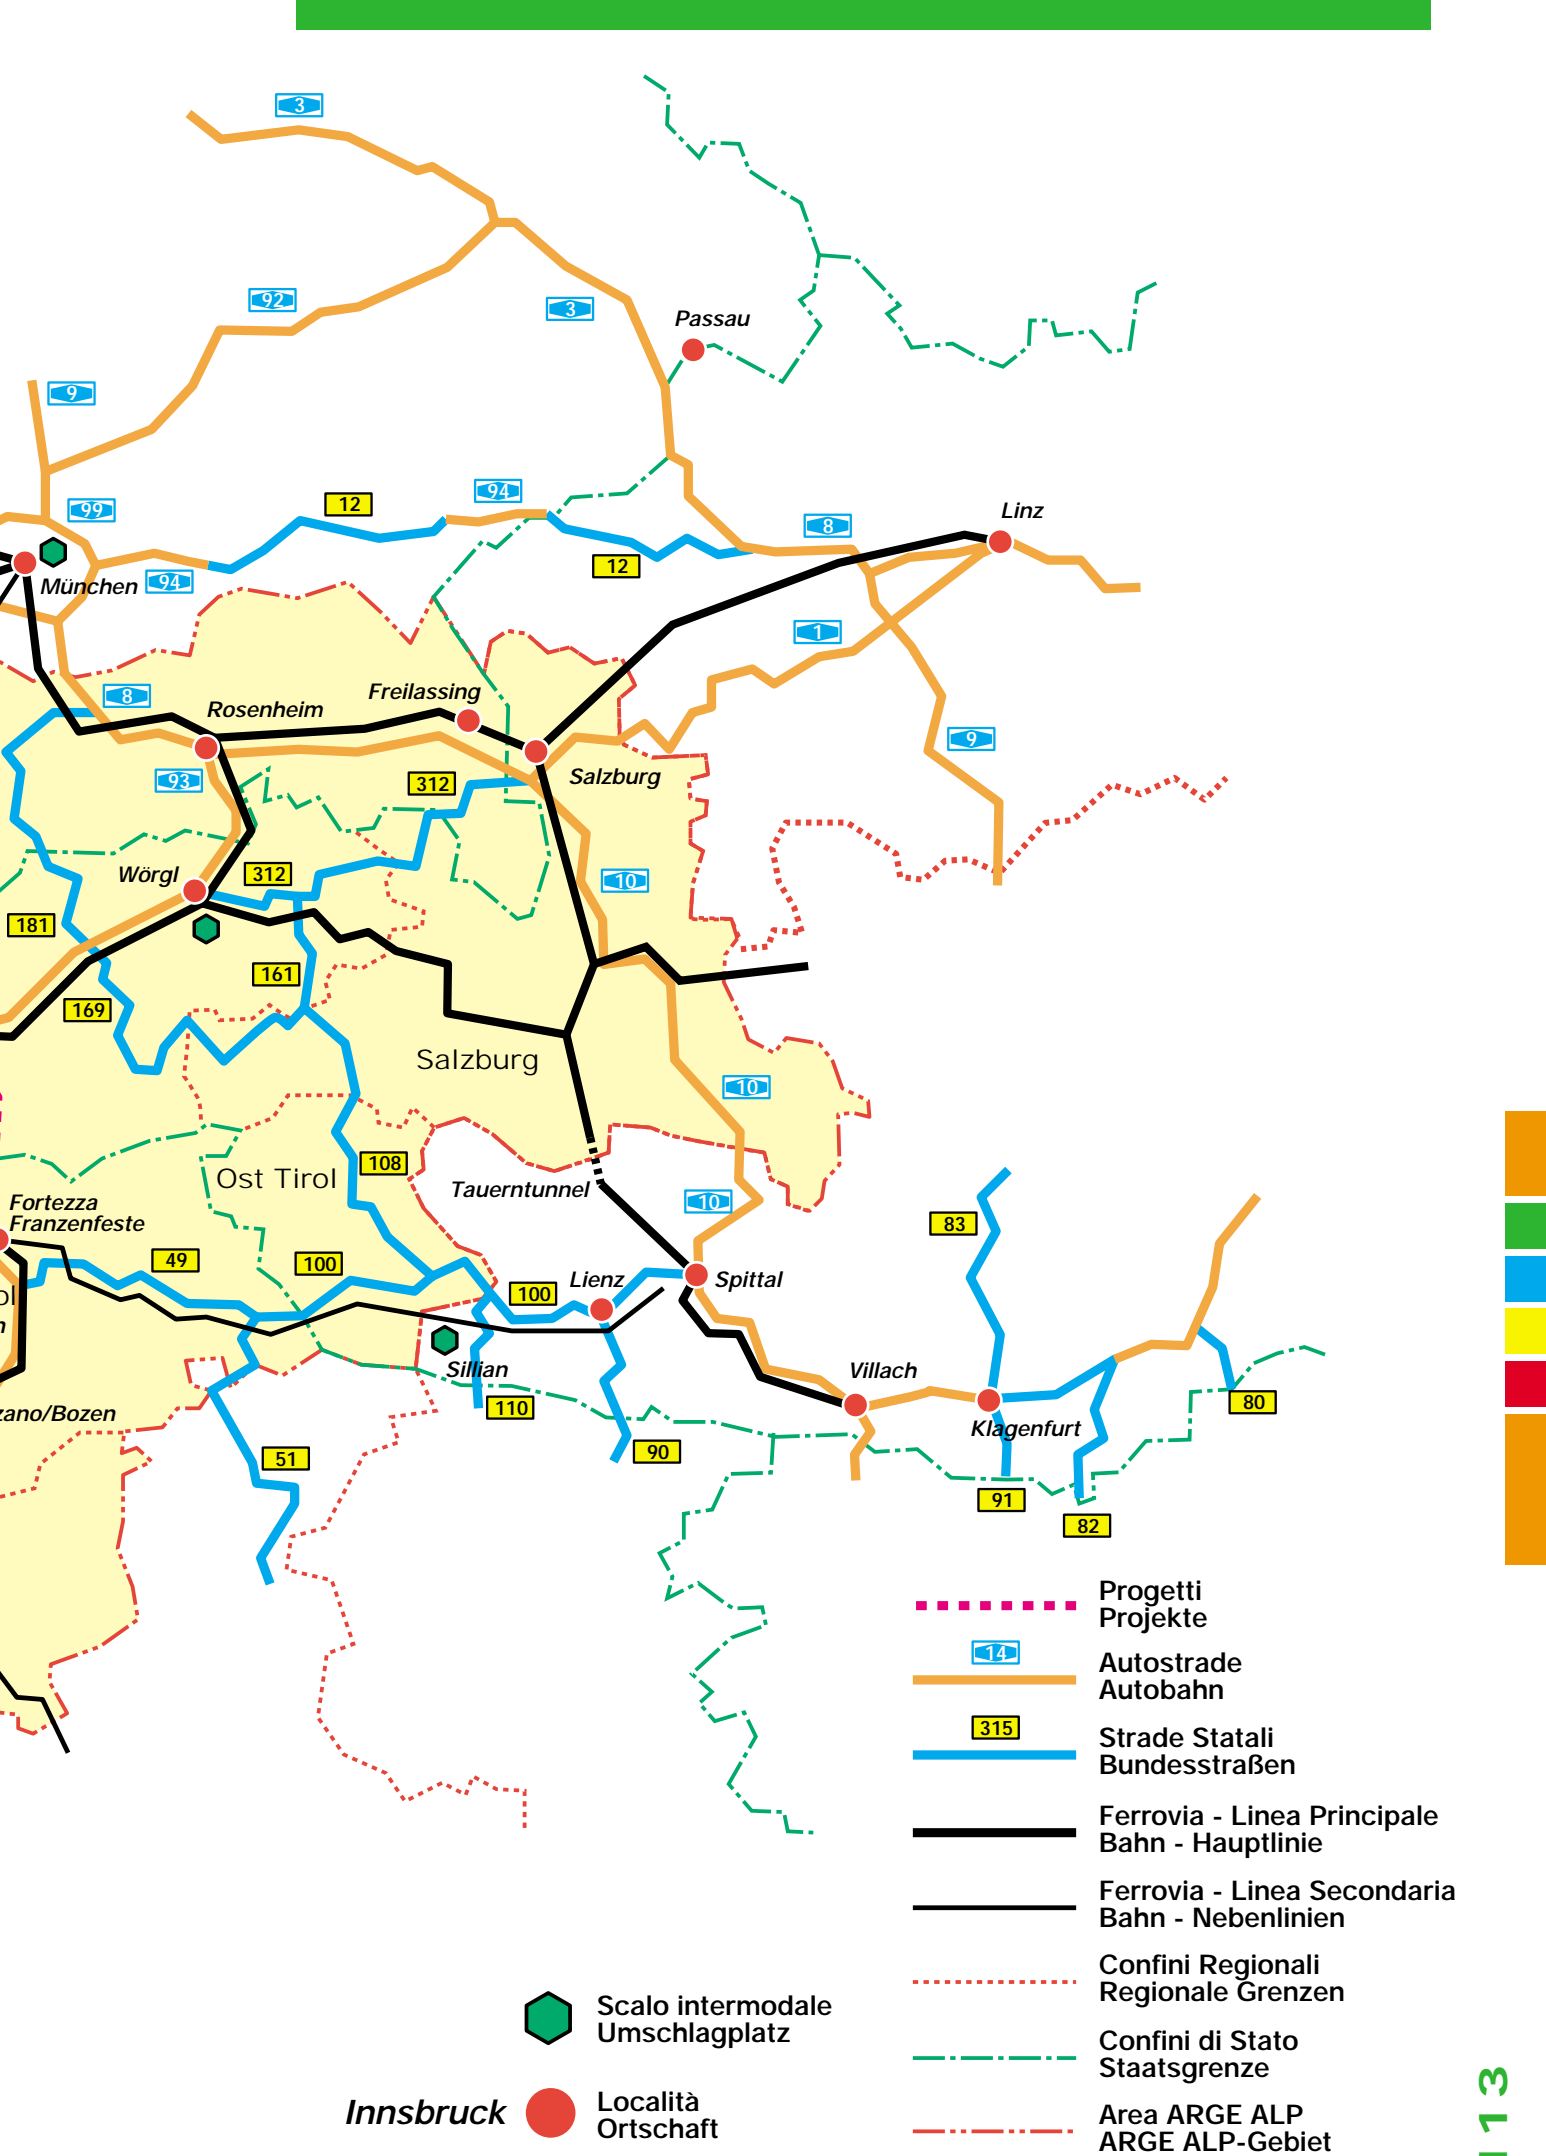 3
92
3
Passau
9
99
12
94
Linz
8
12
München
94
1
8
Freilassing
Rosenheim
9
93
312
Salzburg
Wörgl
312
10
181
161
169
Salzburg
10
108
Ost Tirol
Tauerntunnel
10
Fortezza
Franzenfeste
83
49
100
Lienz
Spittal
100
Sillian
Villach
110
80
zano/Bozen
Klagenfurt
51
90
91
82
Progetti
Projekte
14
Autostrade
Autobahn
315
Strade Statali
Bundesstraßen
Ferrovia - Linea Principale
Bahn - Hauptlinie
Ferrovia - Linea Secondaria
Bahn - Nebenlinien
Confini Regionali
Regionale Grenzen
Scalo intermodale
Umschlagplatz
Confini di Stato
Staatsgrenze
Innsbruck
Località
Ortschaft
Area ARGE ALP
ARGE ALP-Gebiet
113